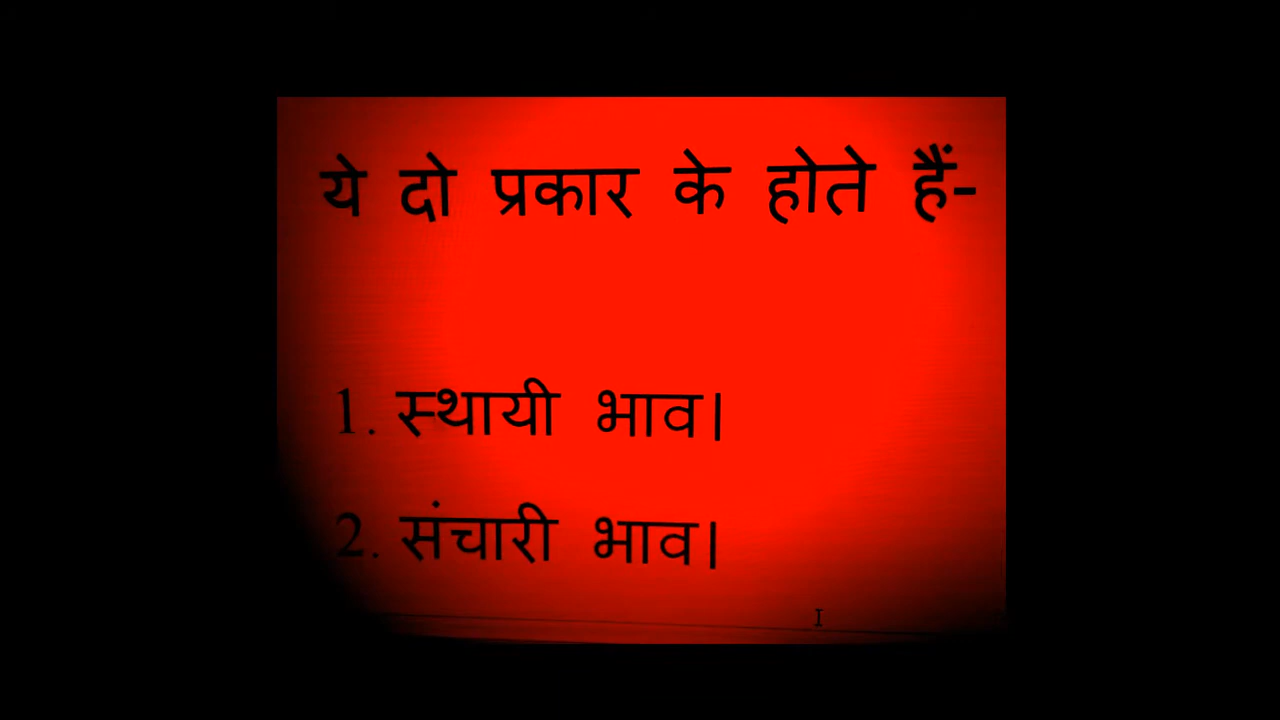 ये दो प्रकार के होते हैं-
1. स्थायी भाव।
2. संचारी भाव।